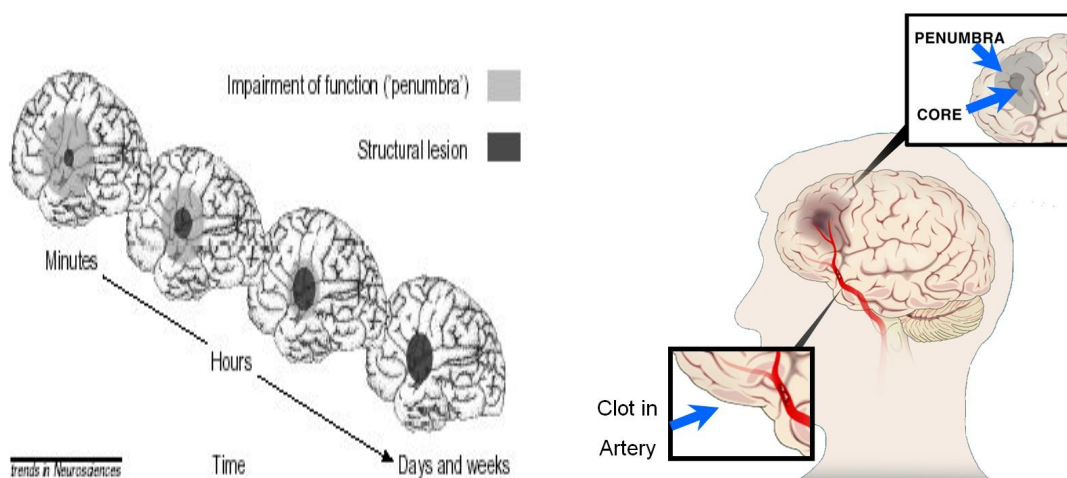 Impairment of function ('penumbra')
Structural lesion
Minutes
Hours
Days and weeks
Time
trends in Neurosciences
PENUMBRA
CORE
Clot in
Artery